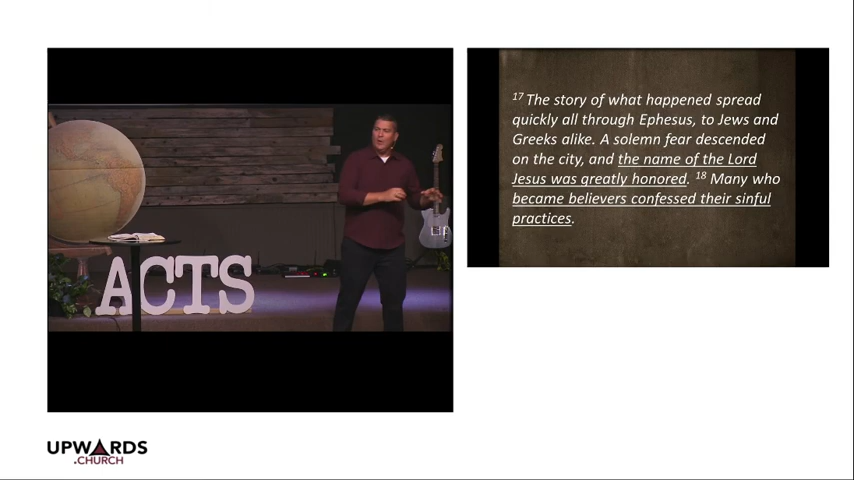 17 The story of what happened spread
quickly all through Ephesus, to Jews and
Greeks alike. A solemn fear descended
on the city, and the name of the Lord
Jesus was greatly honored. 18 Many who
became believers confessed their sinful
practices.
ACTS
UPWARDS
.CHURCH